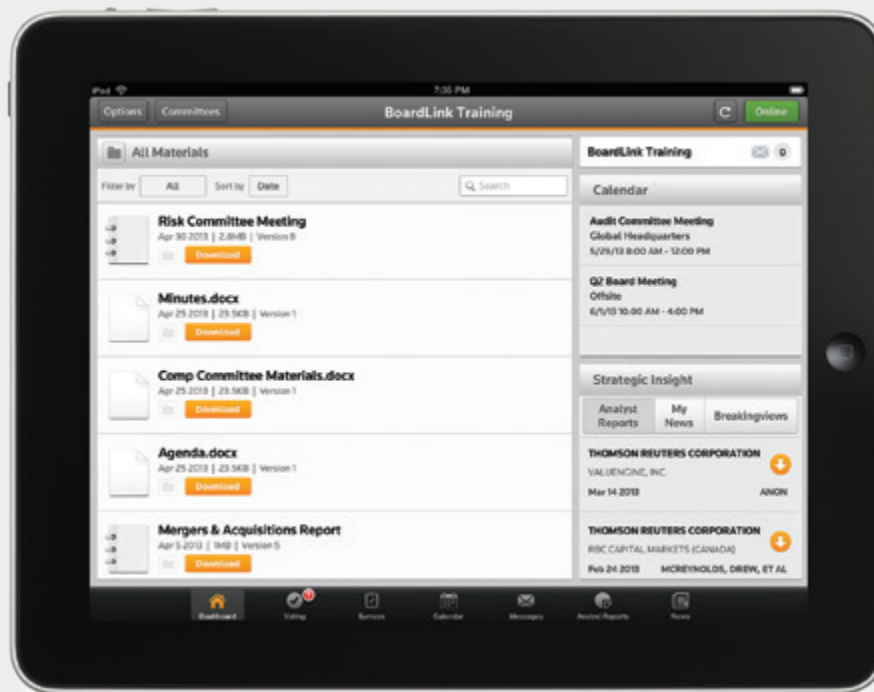 iPad
7:35 PM
Options
Committees
BoardLink Training
Online
All Materials
Filter by
All
Sort by
Date
Search
Risk Committee Meeting
Apr 30 2013 | 2.8MB | Version 8
Download
Minutes.docx
Apr 25 2013 | 23.5KB | Version 1
Download
Comp Committee Materials.docx
Apr 25 2013 | 23.5KB | Version 1
Download
Agenda.docx
Apr 25 2013 | 23.5KB | Version 1
Download
Mergers & Acquisitions Report
Apr 5 2013 | 1MB | Version 5
Download
BoardLink Training
0
Calendar
Audit Committee Meeting
Global Headquarters
5/29/13 8:00 AM - 12:00 PM
Q2 Board Meeting
Offsite
6/1/13 10:00 AM - 4:00 PM
Strategic Insight
Analyst
Reports
My
News
Breakingviews
THOMSON REUTERS CORPORATION
VALUENGINE, INC.
Mar 14 2013
ANON
THOMSON REUTERS CORPORATION
RBC CAPITAL MARKETS (CANADA)
Feb 24 2013
MCREYNOLDS, DREW, ET AL
Dashboard
Voting
Surveys
Calendar
Messages
Analyst Reports
News